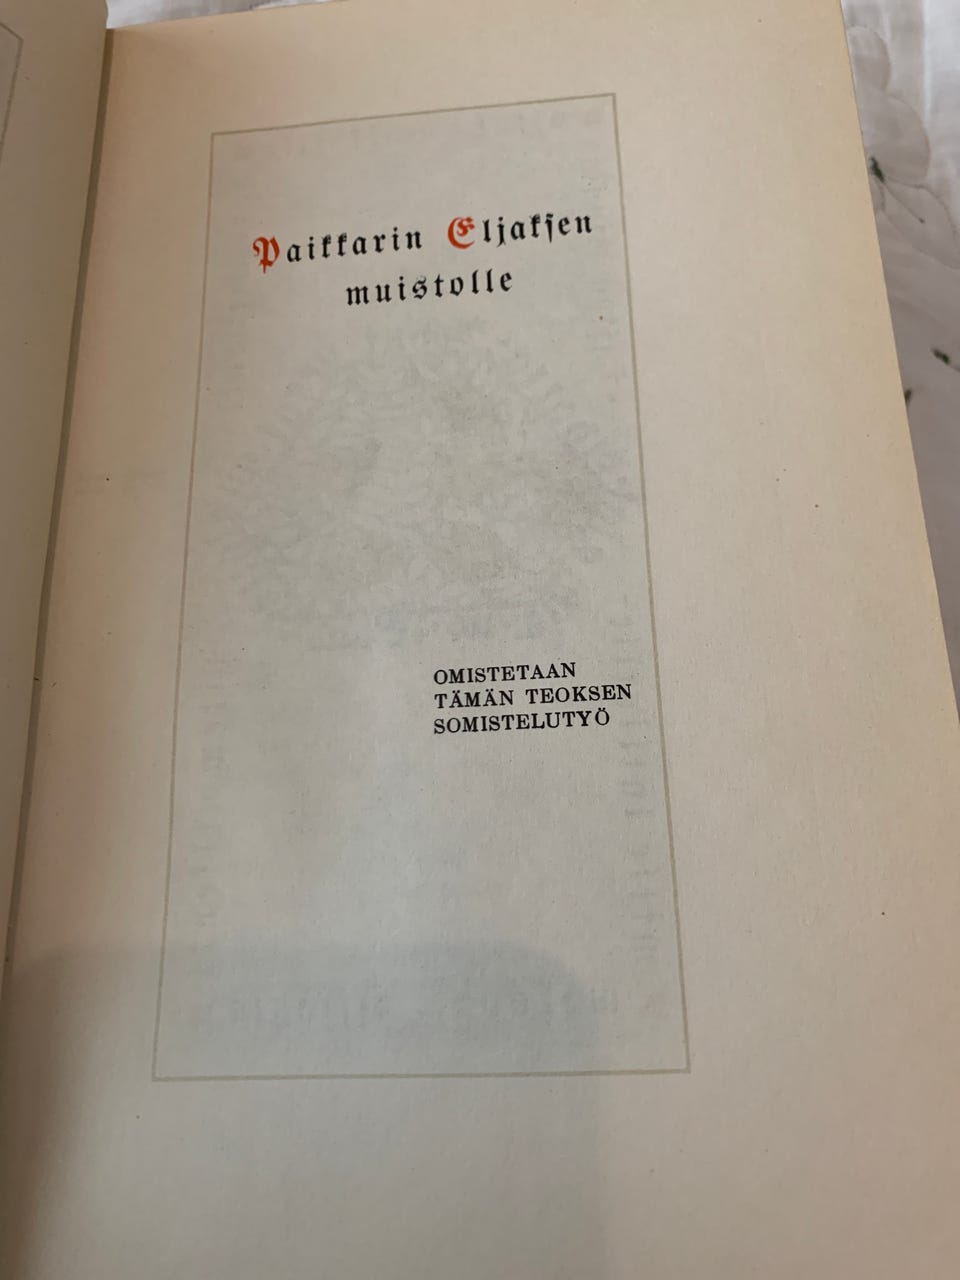 Paikkarin Eljaksen
muistolle
OMISTETAAN
TÄMÄN TEOKSEN
SOMISTELUTYÖ